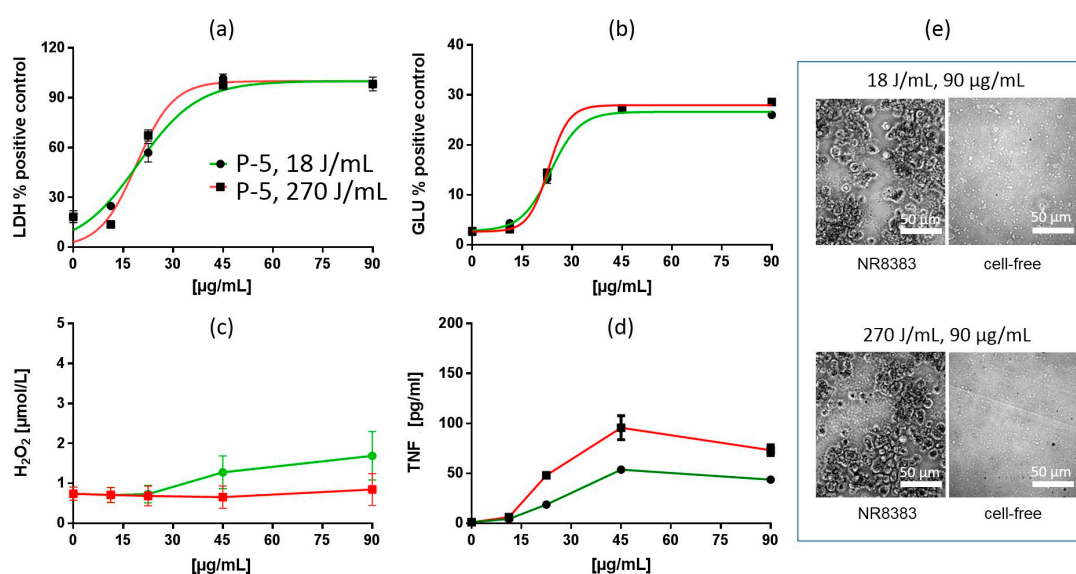 (a)
LDH % positive control
120
90
60
30
0
P-5, 18 J/mL
P-5, 270 J/mL
0 15 30 45 60 75 90
[µg/mL]
(b)
GLU % positive control
40
30
20
10
0
0 15 30 45 60 75 90
[µg/mL]
(c)
H₂O₂ [µmol/L]
5
4
3
2
1
0
0 15 30 45 60 75 90
[µg/mL]
(d)
TNF [pg/ml]
200
150
100
50
0
0 15 30 45 60 75 90
[µg/mL]
(e)
18 J/mL, 90 µg/mL
50 µm 50 µm
NR8383 cell-free
270 J/mL, 90 µg/mL
50 µm 50 µm
NR8383 cell-free